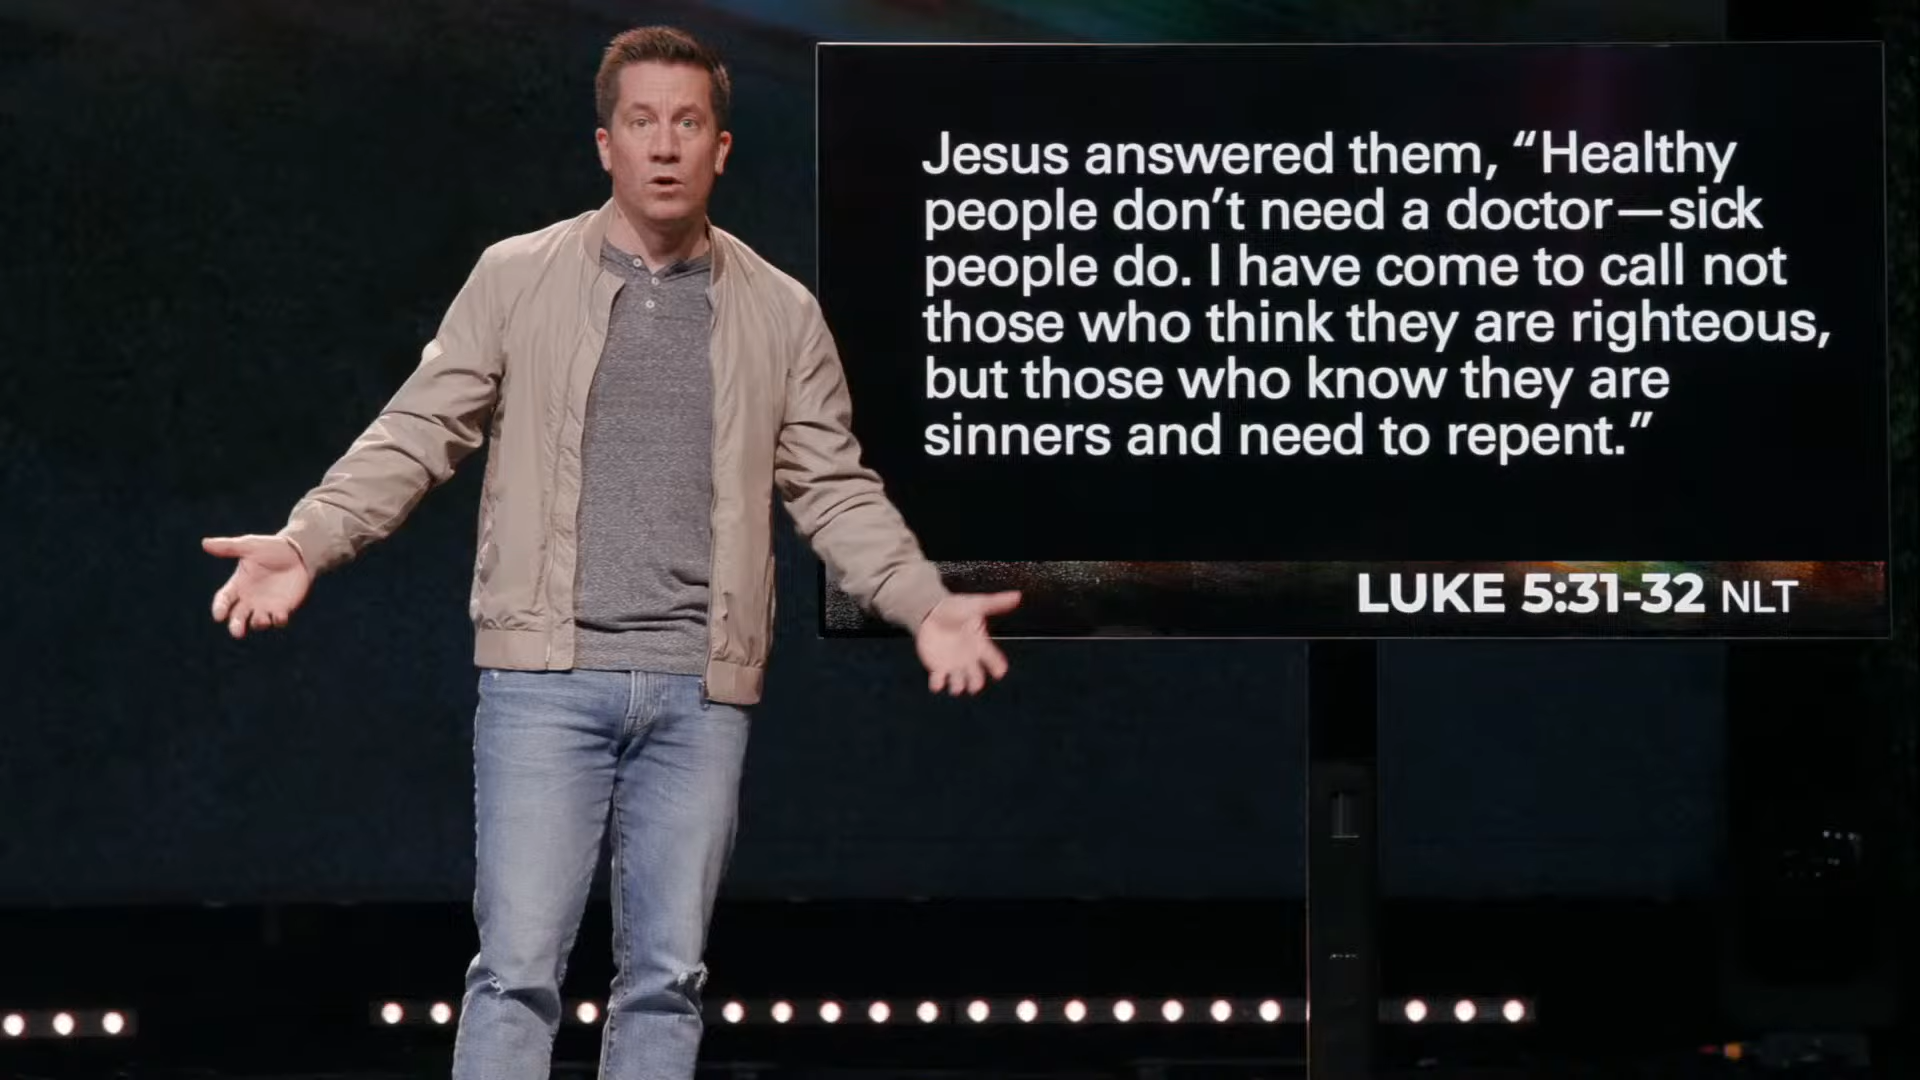 Jesus answered them, “Healthy
people don’t need a doctor—sick
people do. I have come to call not
those who think they are righteous,
but those who know they are
sinners and need to repent.”
LUKE 5:31-32 NLT